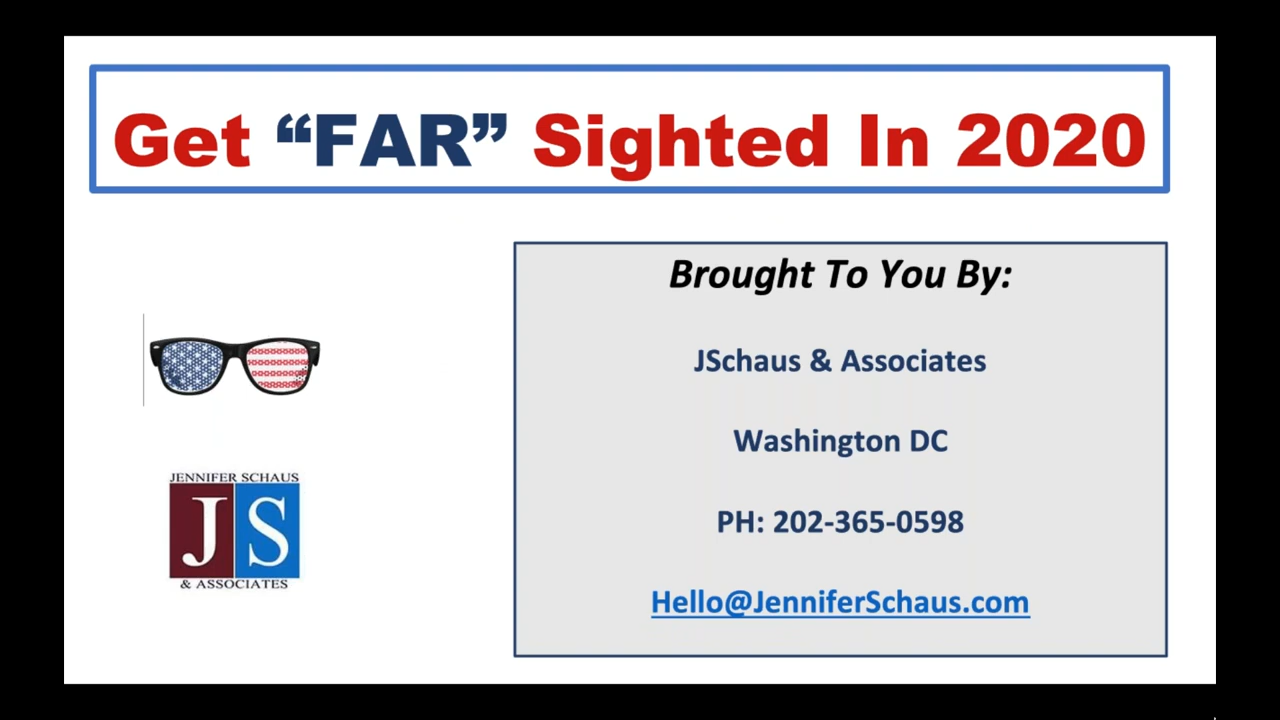 Get “FAR” Sighted In 2020
Brought To You By:
JSchaus & Associates
Washington DC
PH: 202-365-0598
Hello@JenniferSchaus.com
JENNIFER SCHAUS
JS
& ASSOCIATES